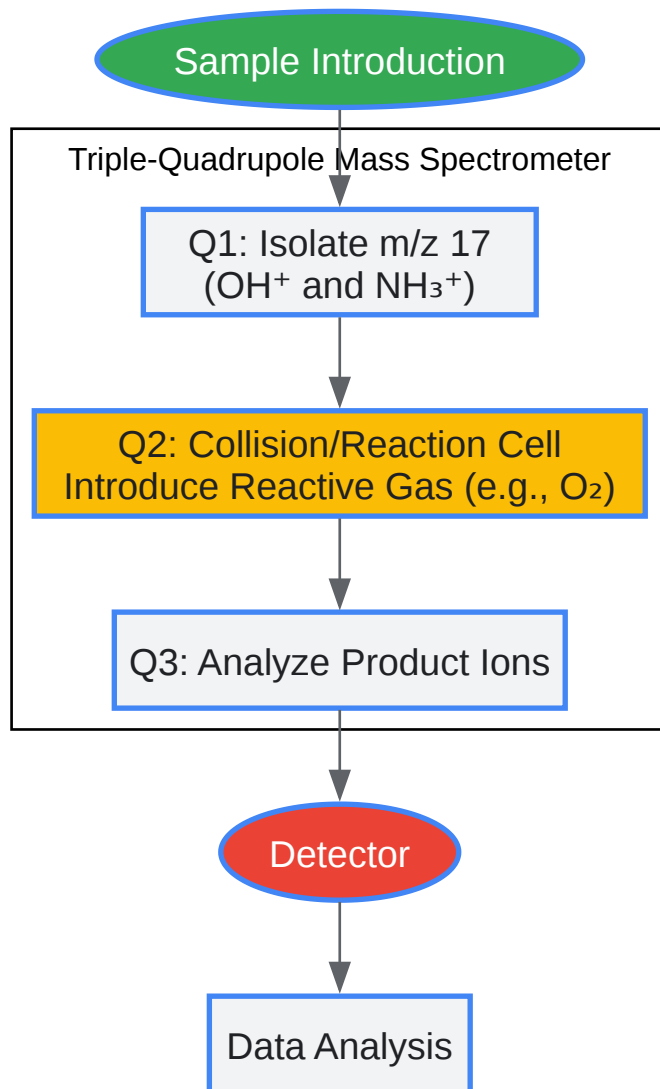 Sample Introduction
Triple-Quadrupole Mass Spectrometer
Q1: Isolate m/z 17
(OH⁺ and NH₃⁺)
Q2: Collision/Reaction Cell
Introduce Reactive Gas (e.g., O₂)
Q3: Analyze Product Ions
Detector
Data Analysis